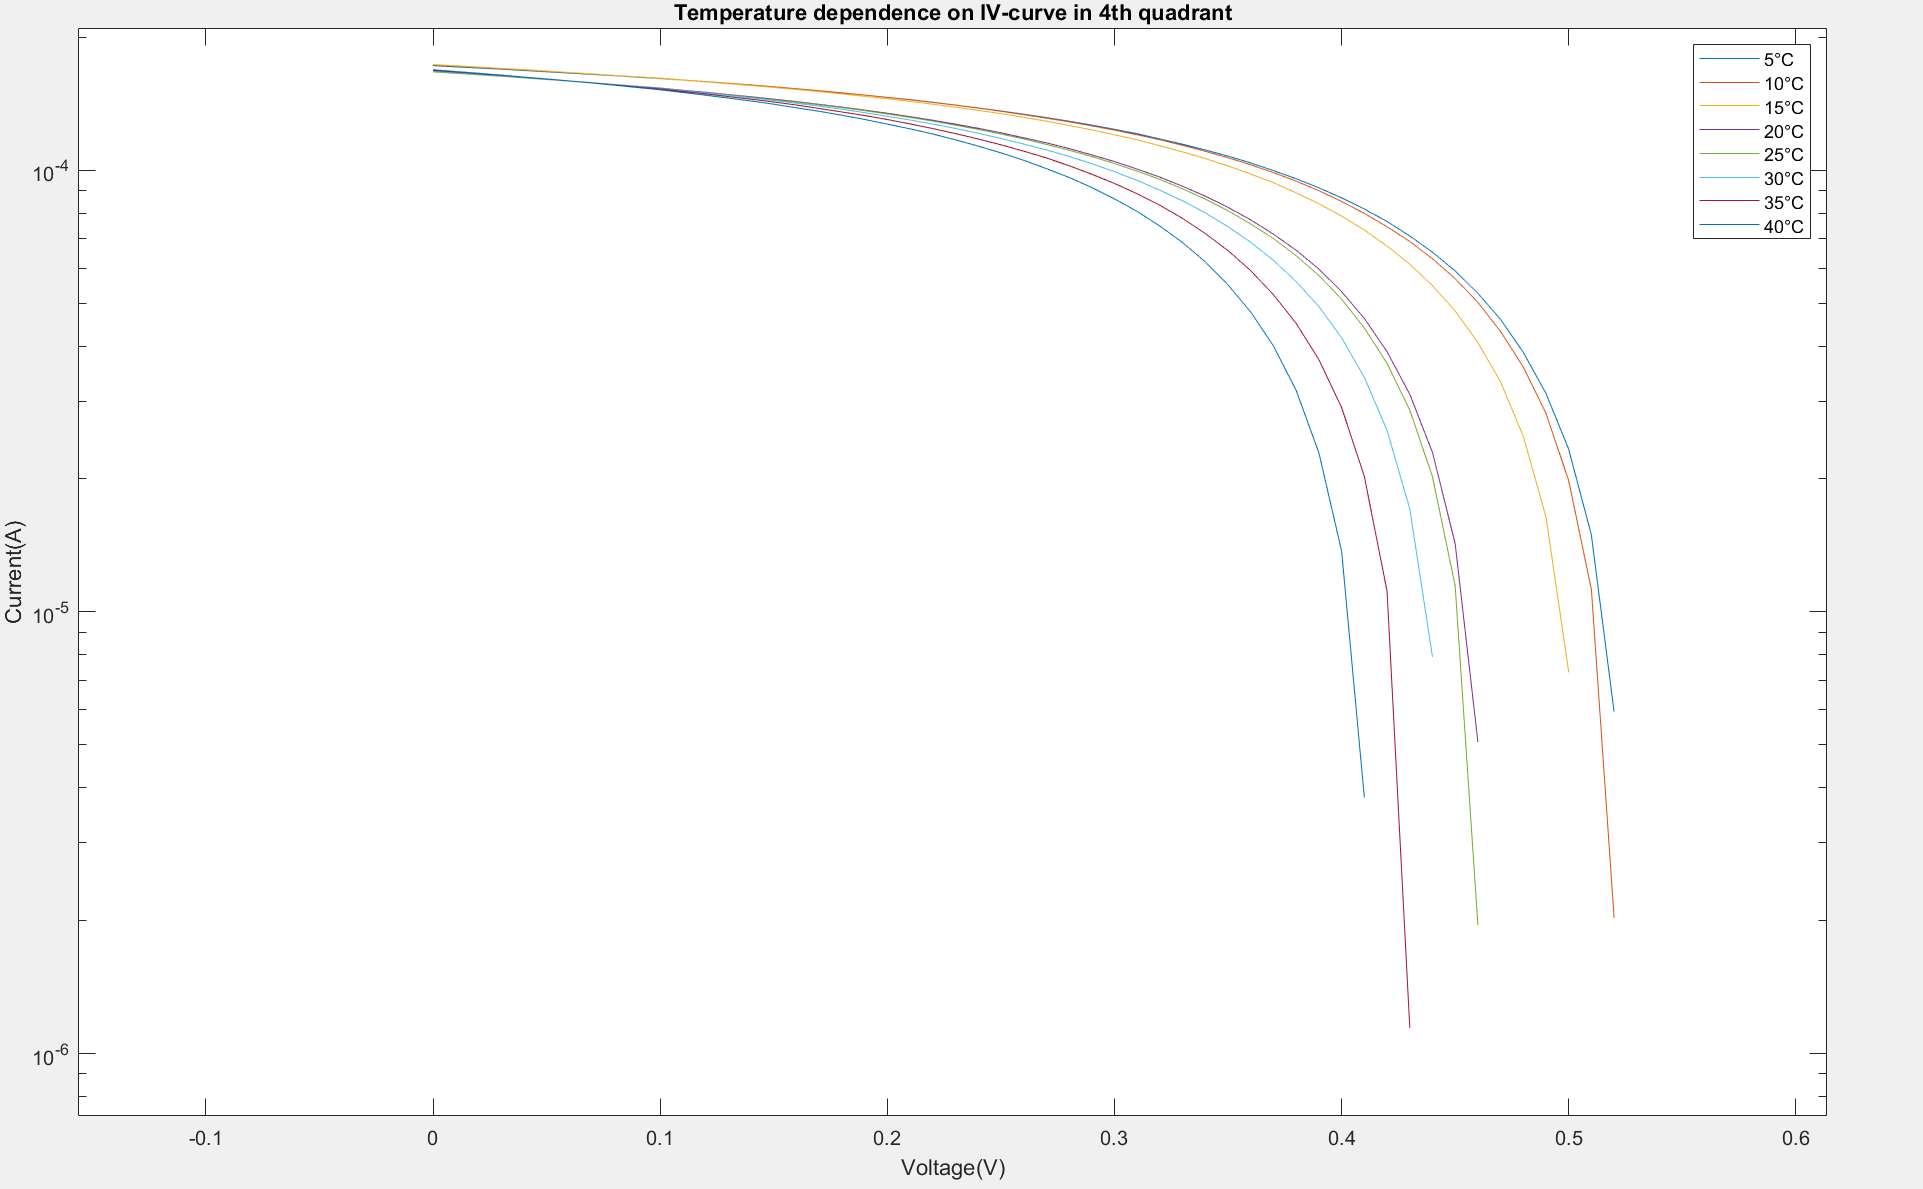 Temperature dependence on IV-curve in 4th quadrant
5°C
10°C
15°C
20°C
25°C
30°C
35°C
40°C
10-4
10-5
10-6
Current(A)
-0.1 0 0.1 0.2 0.3 0.4 0.5 0.6
Voltage(V)